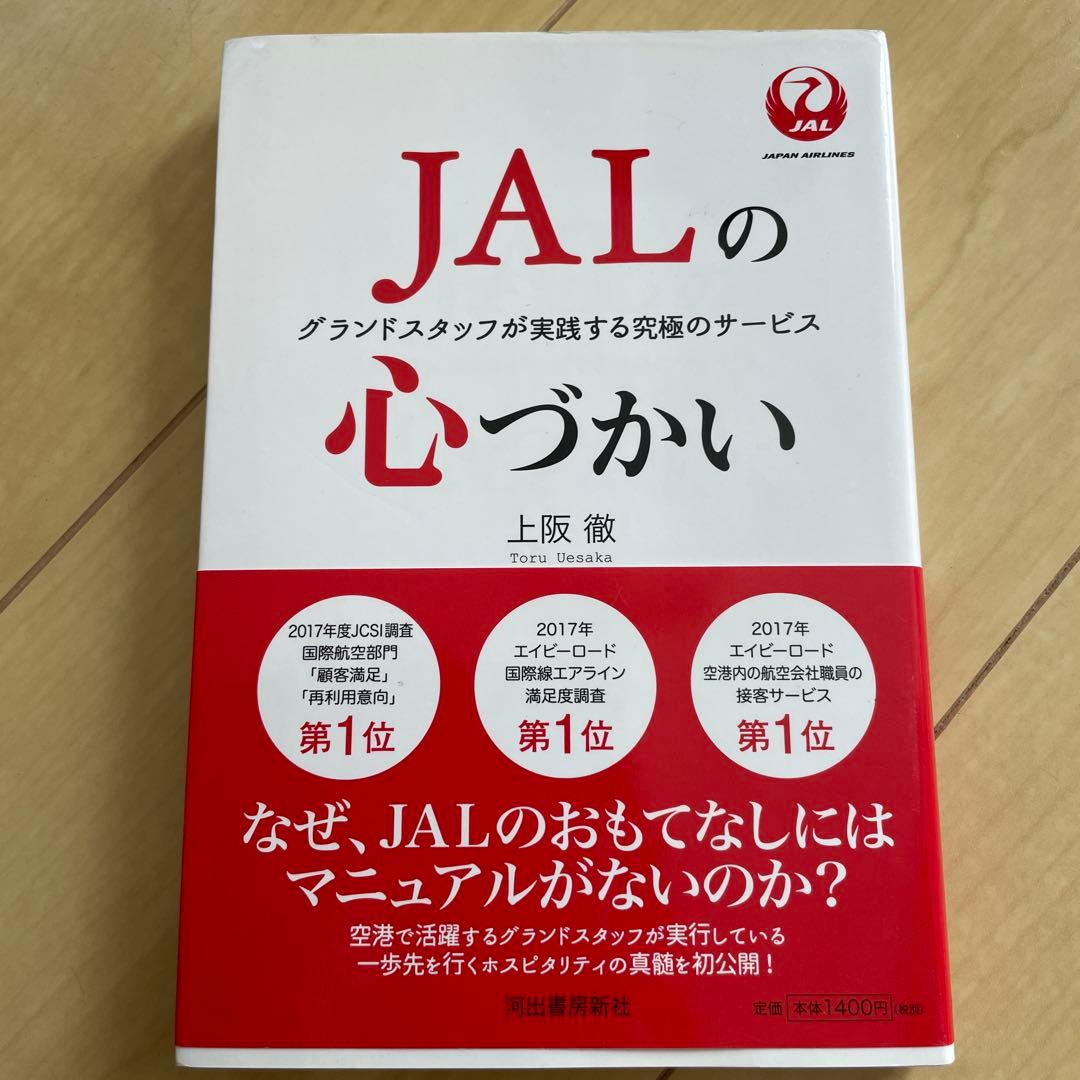 JAL
JAPAN AIRLINES
JALの
グランドスタッフが実践する究極のサービス
心づかい
上阪 徹
Toru Uesaka
2017年度JCSI調査
国際航空部門
「顧客満足」
「再利用意向」
第1位
2017年
エイビーロード
国際線エアライン
満足度調査
第1位
2017年
エイビーロード
空港内の航空会社職員の
接客サービス
第1位
なぜ、JALのおもてなしには
マニュアルがないのか?
空港で活躍するグランドスタッフが実行している
一歩先を行くホスピタリティの真髄を初公開!
河出書房新社
定価 本体1400円(税別)